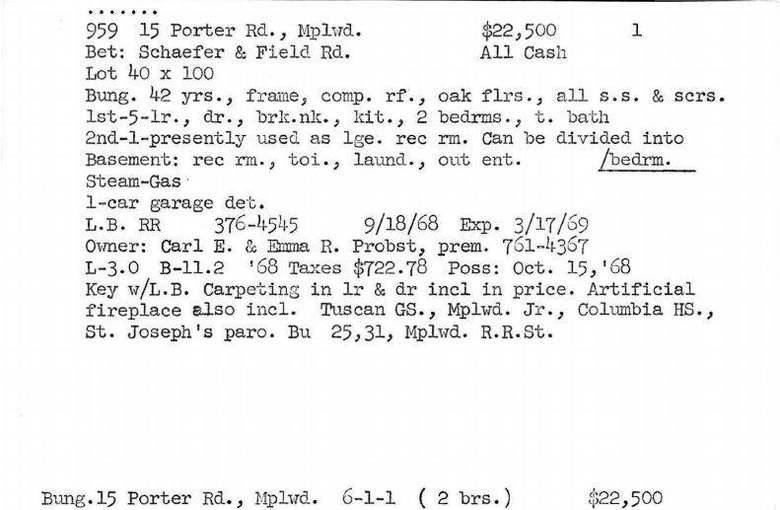 .......
959 15 Porter Rd., Mplwd. $22,500 1
Bet: Schaefer & Field Rd. All Cash
Lot 40 x 100
Bung. 42 yrs., frame, comp. rf., oak flrs., all s.s. & scrs.
1st-5-lr., dr., brk.nk., kit., 2 bedrms., t. bath
2nd-1-presently used as lge. rec rm. Can be divided into
Basement: rec rm., toi., laund., out ent. /bedrm.
Steam-Gas
1-car garage det.
L.B. RR 376-4545 9/18/68 Exp. 3/17/69
Owner: Carl E. & Emma R. Probst, prem. 761-4367
L-3.0 B-11.2 '68 Taxes $722.78 Poss: Oct. 15,'68
Key w/L.B. Carpeting in lr & dr incl in price. Artificial
fireplace also incl. Tuscan GS., Mplwd. Jr., Columbia HS.,
St. Joseph's paro. Bu 25,31, Mplwd. R.R.St.
Bung.15 Porter Rd., Mplwd. 6-1-1 ( 2 brs.) $22,500